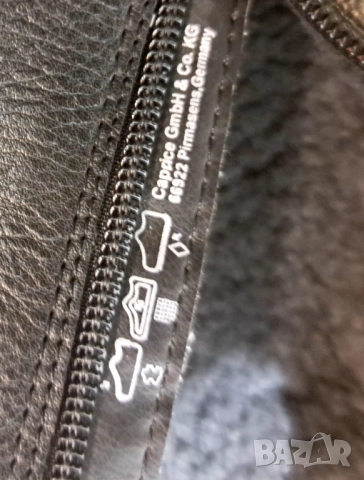 Caprice GmbH & Co. KG
66922 Pirmasens, Germany
BAZAR